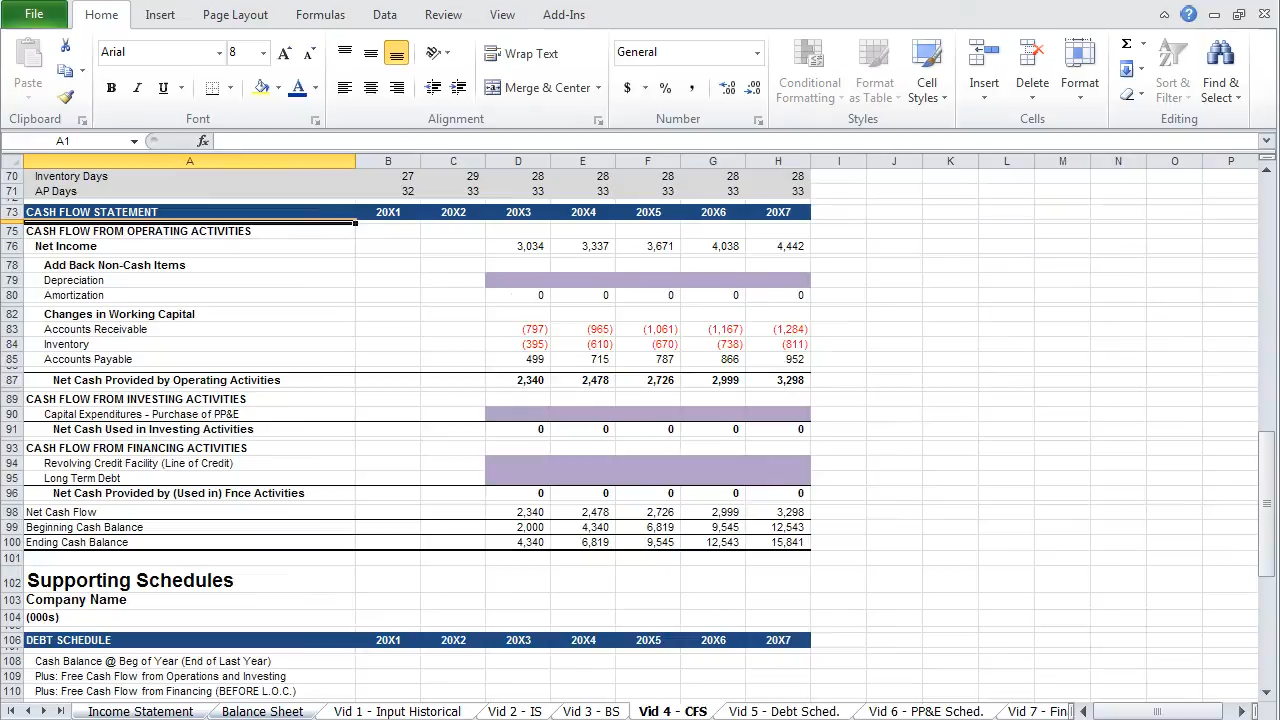 File Home Insert Page Layout Formulas Data Review View Add-Ins
Arial 8 Wrap Text General
Paste B I U Merge & Center $ % , Conditional Formatting Format as Table Cell Styles Insert Delete Format Σ Sort & Filter Find & Select
Clipboard Font Alignment Number Styles Cells Editing
A1 fx
A B C D E F G H I J K L M N O P
70 Inventory Days 27 29 28 28 28 28 28
71 AP Days 32 33 33 33 33 33 33
73 CASH FLOW STATEMENT 20X1 20X2 20X3 20X4 20X5 20X6 20X7
75 CASH FLOW FROM OPERATING ACTIVITIES
76 Net Income 3,034 3,337 3,671 4,038 4,442
78 Add Back Non-Cash Items
79 Depreciation
80 Amortization 0 0 0 0 0
82 Changes in Working Capital
83 Accounts Receivable (797) (965) (1,061) (1,167) (1,284)
84 Inventory (395) (610) (670) (738) (811)
85 Accounts Payable 499 715 787 866 952
87 Net Cash Provided by Operating Activities 2,340 2,478 2,726 2,999 3,298
89 CASH FLOW FROM INVESTING ACTIVITIES
90 Capital Expenditures - Purchase of PP&E
91 Net Cash Used in Investing Activities 0 0 0 0 0
93 CASH FLOW FROM FINANCING ACTIVITIES
94 Revolving Credit Facility (Line of Credit)
95 Long Term Debt
96 Net Cash Provided by (Used in) Fnce Activities 0 0 0 0 0
98 Net Cash Flow 2,340 2,478 2,726 2,999 3,298
99 Beginning Cash Balance 2,000 4,340 6,819 9,545 12,543
100 Ending Cash Balance 4,340 6,819 9,545 12,543 15,841
101
102 Supporting Schedules
103 Company Name
104 (000s)
106 DEBT SCHEDULE 20X1 20X2 20X3 20X4 20X5 20X6 20X7
108 Cash Balance @ Beg of Year (End of Last Year)
109 Plus: Free Cash Flow from Operations and Investing
110 Plus: Free Cash Flow from Financing (BEFORE L.O.C.)
Income Statement Balance Sheet Vid 1 - Input Historical Vid 2 - IS Vid 3 - BS Vid 4 - CFS Vid 5 - Debt Sched. Vid 6 - PP&E Sched. Vid 7 - Fin